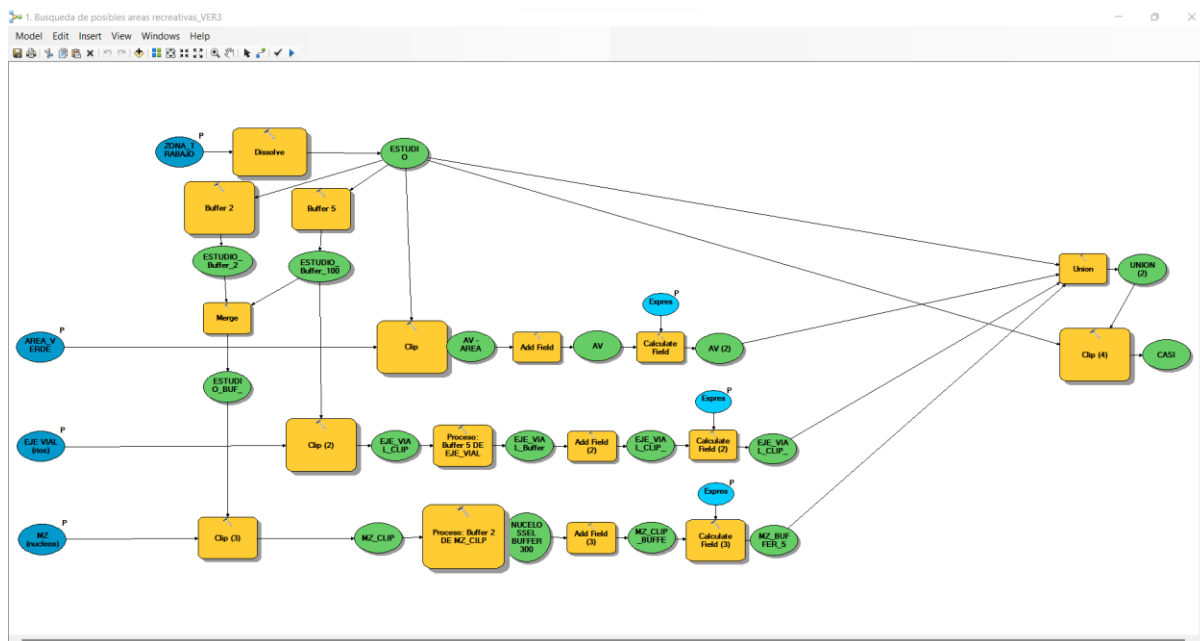 1. Busqueda de posibles areas recreativas_VER3
Model Edit Insert View Windows Help
P
ZONA_T
RABAJO
Dissolve
ESTUDI
O
Buffer 2
Buffer 5
ESTUDIO_
Buffer_2
ESTUDIO_
Buffer_100
Union
UNION
(2)
Merge
P
Expres
P
AREA_V
ERDE
Clip
AV -
AREA
Add Field
AV
Calculate
Field
AV (2)
Clip (4)
CASI
ESTUDI
O_BUF_
P
Expres
P
EJE VIAL
(rios)
Clip (2)
EJE_VIA
L_CLIP
Proceso:
Buffer 5 DE
EJE_VIAL
EJE_VIA
L_Buffer
Add Field
(2)
EJE_VIA
L_CLIP_
Calculate
Field (2)
EJE_VIA
L_CLIP_
P
Expres
P
MZ
(nucleos)
Clip (3)
MZ_CLIP
Proceso: Buffer 2
DE MZ_CILP
NUCELO
SSEL
BUFFER
300
Add Field
(3)
MZ_CLIP
_BUFFE
Calculate
Field (3)
MZ_BUF
FER_5